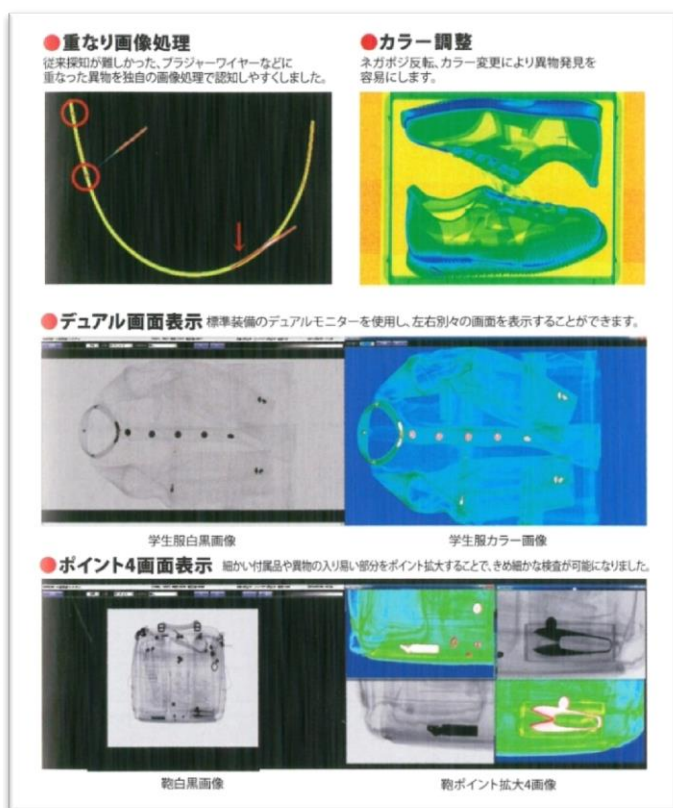 ●重なり画像処理
従来探知が難しかった、ブラジャーワイヤーなどに
重なった異物を独自の画像処理で認知しやすくしました。
●カラー調整
ネガポジ反転、カラー変更により異物発見を
容易にします。
●デュアル画面表示 標準装備のデュアルモニターを使用し、左右別々の画面を表示することができます。
学生服白黒画像
学生服カラー画像
●ポイント4画面表示 細かい付属品や異物の入り易い部分をポイント拡大することで、きめ細かな検査が可能になりました。
鞄白黒画像
鞄ポイント拡大4画像